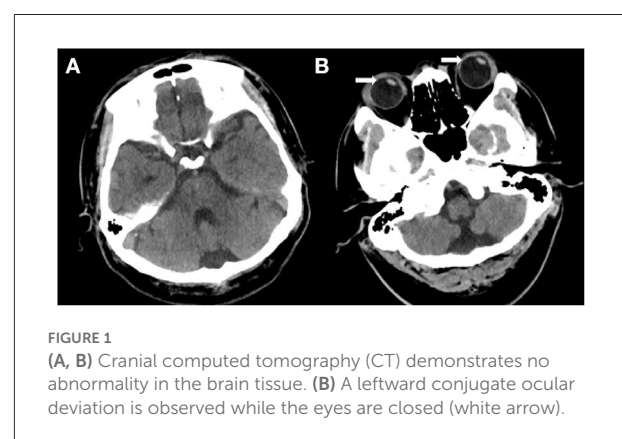 A
B
FIGURE 1
(A, B) Cranial computed tomography (CT) demonstrates no
abnormality in the brain tissue. (B) A leftward conjugate ocular
deviation is observed while the eyes are closed (white arrow).